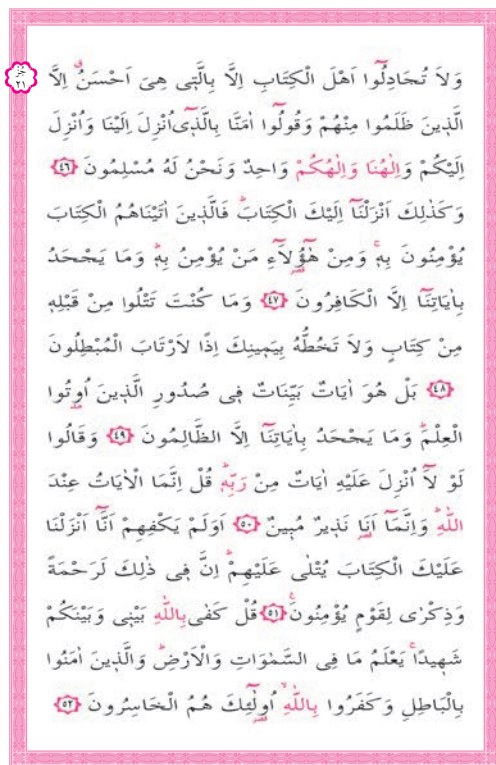 جُزْ
٢١
وَلَا تُجَادِلُٓوا اَهْلَ الْكِتَابِ اِلَّا بِالَّت۪ي هِيَ اَحْسَنُۗ اِلَّا
الَّذ۪ينَ ظَلَمُوا مِنْهُمْ وَقُولُٓوا اٰمَنَّا بِالَّذ۪ٓي اُنْزِلَ اِلَيْنَا وَاُنْزِلَ
اِلَيْكُمْ وَاِلٰهُنَا وَاِلٰهُكُمْ وَاحِدٌ وَنَحْنُ لَهُ مُسْلِمُونَ ﴿٤٦﴾
وَكَذٰلِكَ اَنْزَلْنَٓا اِلَيْكَ الْكِتَابَۜ فَالَّذ۪ينَ اٰتَيْنَاهُمُ الْكِتَابَ
يُؤْمِنُونَ بِه۪ۚ وَمِنْ هٰٓؤُ۬لَٓاءِ مَنْ يُؤْمِنُ بِه۪ۜ وَمَا يَجْحَدُ
بِاٰيَاتِنَٓا اِلَّا الْكَافِرُونَ ﴿٤٧﴾ وَمَا كُنْتَ تَتْلُوا مِنْ قَبْلِه۪
مِنْ كِتَابٍ وَلَا تَخُطُّهُ بِيَم۪ينِكَ اِذًا لَارْتَابَ الْمُبْطِلُونَ
﴿٤٨﴾ بَلْ هُوَ اٰيَاتٌ بَيِّنَاتٌ ف۪ي صُدُورِ الَّذ۪ينَ اُو۫تُوا
الْعِلْمَۜ وَمَا يَجْحَدُ بِاٰيَاتِنَٓا اِلَّا الظَّالِمُونَ ﴿٤٩﴾ وَقَالُوا
لَوْ لَٓا اُنْزِلَ عَلَيْهِ اٰيَاتٌ مِنْ رَبِّه۪ۜ قُلْ اِنَّمَا الْاٰيَاتُ عِنْدَ
اللّٰهِۜ وَاِنَّمَٓا اَنَا۬ نَذ۪يرٌ مُب۪ينٌ ﴿٥٠﴾ اَوَلَمْ يَكْفِهِمْ اَنَّٓا اَنْزَلْنَا
عَلَيْكَ الْكِتَابَ يُتْلٰى عَلَيْهِمْۜ اِنَّ ف۪ي ذٰلِكَ لَرَحْمَةً
وَذِكْرٰى لِقَوْمٍ يُؤْمِنُونَ۟ ﴿٥١﴾ قُلْ كَفٰى بِاللّٰهِ بَيْن۪ي وَبَيْنَكُمْ
شَه۪يدًاۚ يَعْلَمُ مَا فِي السَّمٰوَاتِ وَالْاَرْضِۜ وَالَّذ۪ينَ اٰمَنُوا
بِالْبَاطِلِ وَكَفَرُوا بِاللّٰهِۙ اُو۬لٰٓئِكَ هُمُ الْخَاسِرُونَ ﴿٥٢﴾